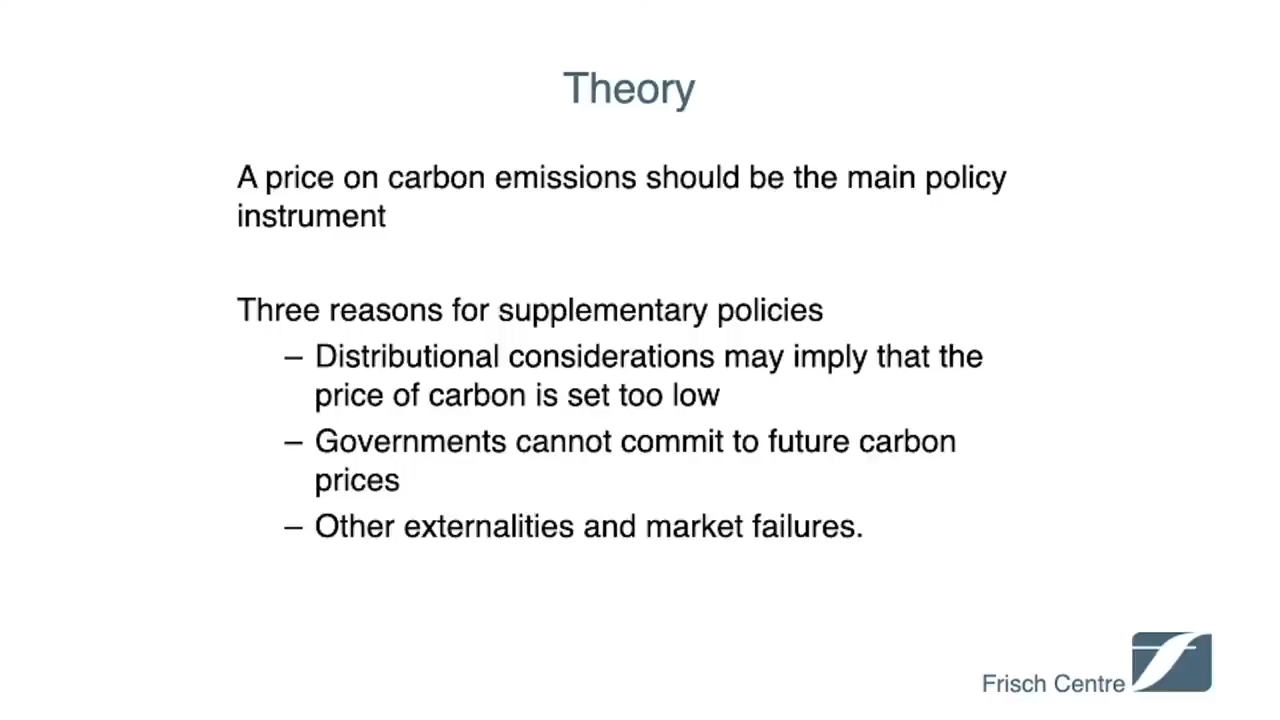 Theory
A price on carbon emissions should be the main policy
instrument
Three reasons for supplementary policies
– Distributional considerations may imply that the
price of carbon is set too low
– Governments cannot commit to future carbon
prices
– Other externalities and market failures.
Frisch Centre